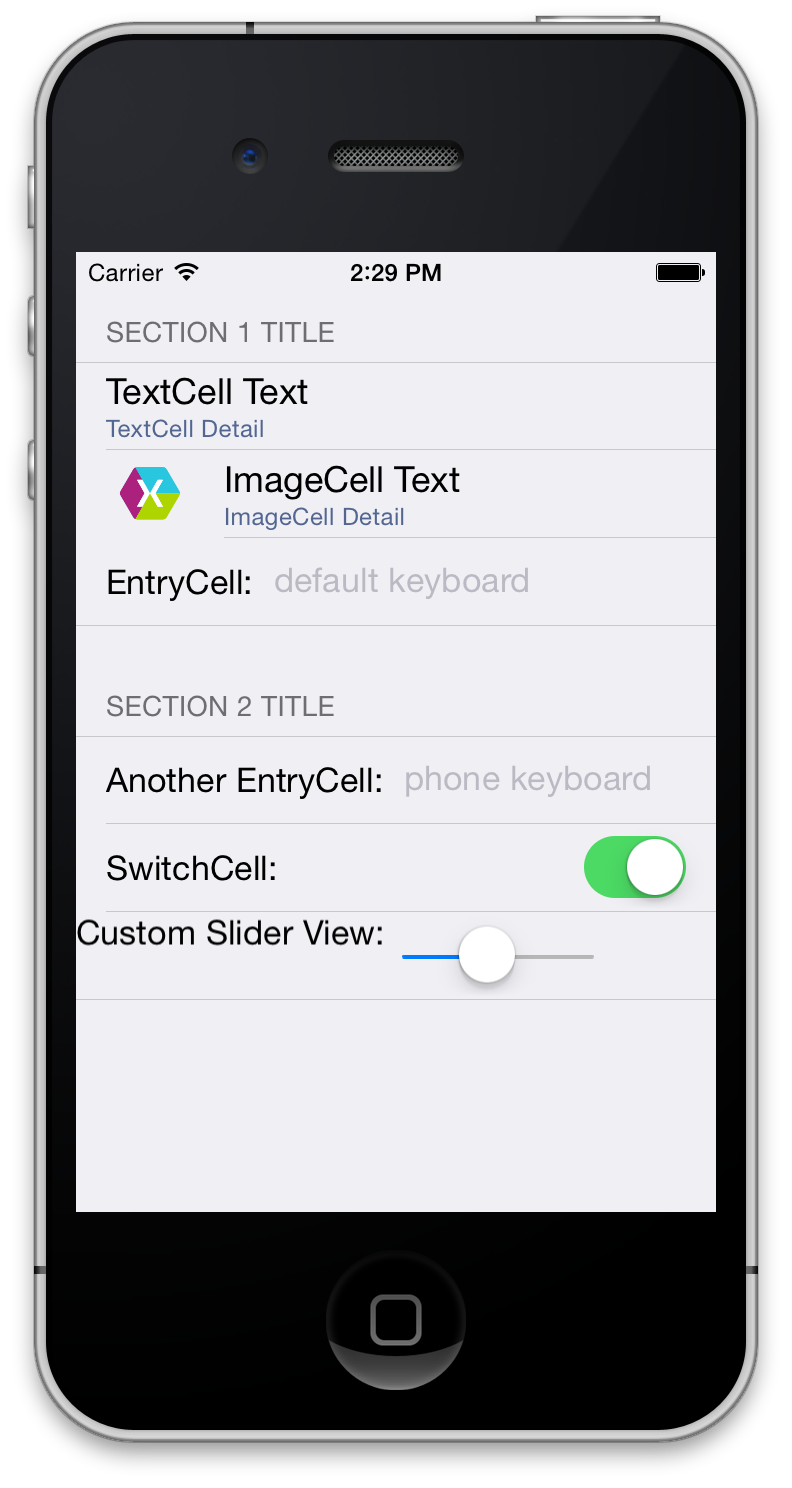 Carrier 2:29 PM
SECTION 1 TITLE
TextCell Text
TextCell Detail
X
ImageCell Text
ImageCell Detail
EntryCell: default keyboard
SECTION 2 TITLE
Another EntryCell: phone keyboard
SwitchCell:
Custom Slider View: